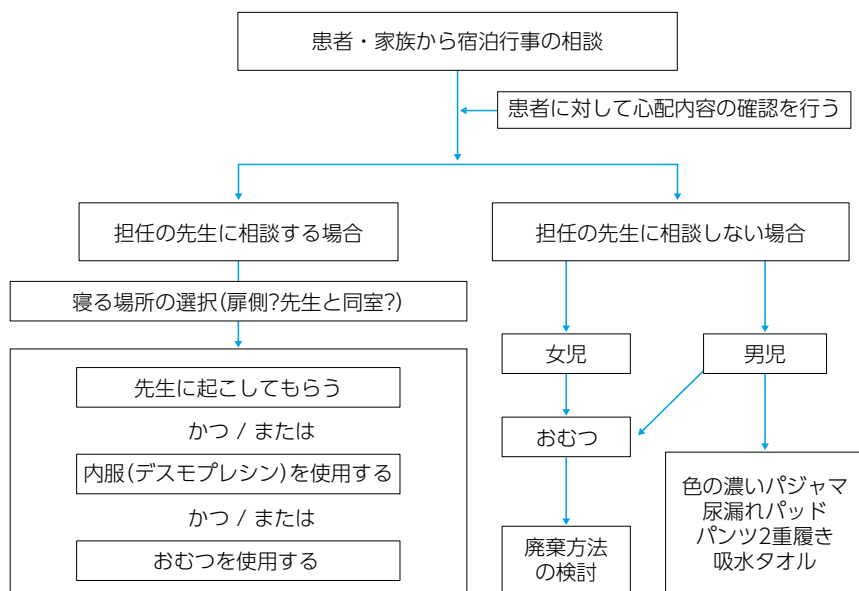 患者・家族から宿泊行事の相談
患者に対して心配内容の確認を行う
担任の先生に相談する場合
担任の先生に相談しない場合
寝る場所の選択(扉側?先生と同室?)
女児
男児
先生に起こしてもらう
かつ / または
内服(デスモプレシン)を使用する
かつ / または
おむつを使用する
おむつ
廃棄方法
の検討
色の濃いパジャマ
尿漏れパッド
パンツ2重履き
吸水タオル